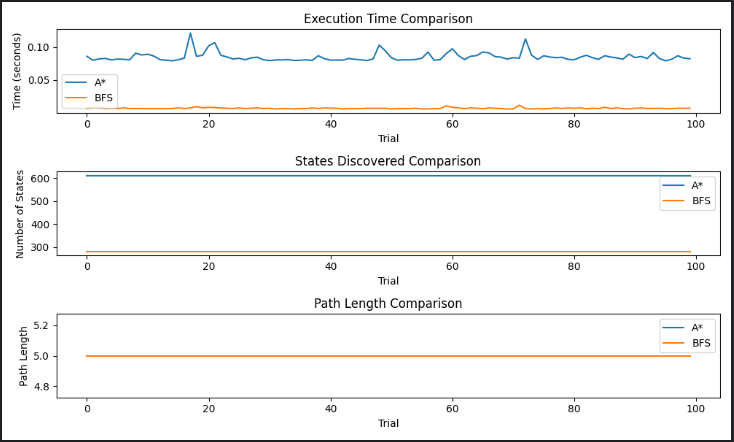 Execution Time Comparison
Time (seconds)
0.10
0.05
A*
BFS
0 20 40 60 80 100
Trial
States Discovered Comparison
Number of States
600
500
400
300
A*
BFS
0 20 40 60 80 100
Trial
Path Length Comparison
Path Length
5.2
5.0
4.8
A*
BFS
0 20 40 60 80 100
Trial